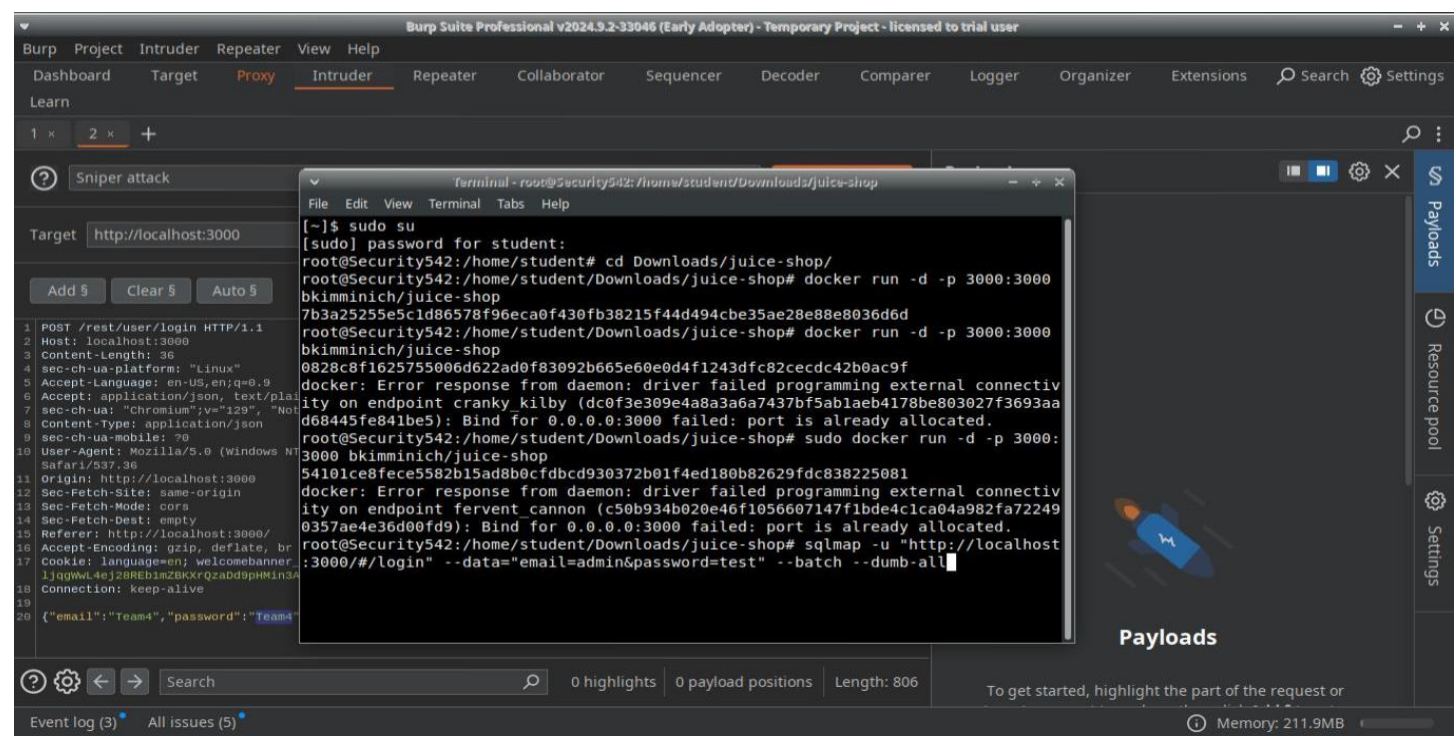 Burp Suite Professional v2024.9.2-33046 (Early Adopter) - Temporary Project - licensed to trial user
Burp Project Intruder Repeater View Help
Dashboard Target Proxy Intruder Repeater Collaborator Sequencer Decoder Comparer Logger Organizer Extensions Search Settings
Learn
1 × 2 × +
Sniper attack
Target http://localhost:3000
Add § Clear § Auto §
1 POST /rest/user/login HTTP/1.1
2 Host: localhost:3000
3 Content-Length: 36
4 sec-ch-ua-platform: "Linux"
5 Accept-Language: en-US,en;q=0.9
6 Accept: application/json, text/plai
7 sec-ch-ua: "Chromium";v="129", "Not
8 Content-Type: application/json
9 sec-ch-ua-mobile: ?0
10 User-Agent: Mozilla/5.0 (Windows NT
Safari/537.36
11 Origin: http://localhost:3000
12 Sec-Fetch-Site: same-origin
13 Sec-Fetch-Mode: cors
14 Sec-Fetch-Dest: empty
15 Referer: http://localhost:3000/
16 Accept-Encoding: gzip, deflate, br
17 Cookie: language=en; welcomebanner_
18 Connection: keep-alive
19
20 {"email":"Team4","password":"Team4"
Terminal - root@Security542: /home/student/Downloads/juice-shop
File Edit View Terminal Tabs Help
[~]$ sudo su
[sudo] password for student:
root@Security542:/home/student# cd Downloads/juice-shop/
root@Security542:/home/student/Downloads/juice-shop# docker run -d -p 3000:3000
bkimminich/juice-shop
7b3a25255e5c1d86578f96eca0f430fb38215f44d494cbe35ae28e88e8036d6d
root@Security542:/home/student/Downloads/juice-shop# docker run -d -p 3000:3000
bkimminich/juice-shop
0828c8f1625755006d622ad0f83092b665e60e0d4f1243dfc82cecdc42b0ac9f
docker: Error response from daemon: driver failed programming external connectiv
ity on endpoint cranky_kilby (dc0f3e309e4a8a3a6a7437bf5ab1aeb4178be803027f3693aa
d68445fe841be5): Bind for 0.0.0.0:3000 failed: port is already allocated.
root@Security542:/home/student/Downloads/juice-shop# sudo docker run -d -p 3000:
3000 bkimminich/juice-shop
54101ce8fece5582b15ad8b0cfdbcd930372b01f4ed180b82629fdc838225081
docker: Error response from daemon: driver failed programming external connectiv
ity on endpoint fervent_cannon (c50b934b020e46f1056607147f1bde4c1ca04a982fa72249
0357ae4e36d00fd9): Bind for 0.0.0.0:3000 failed: port is already allocated.
root@Security542:/home/student/Downloads/juice-shop# sqlmap -u "http://localhost
:3000/#/login" --data="email=admin&password=test" --batch --dumb-all
Payloads
Resource pool
Settings
Payloads
To get started, highlight the part of the request or
Search 0 highlights 0 payload positions Length: 806
Event log (3) All issues (5) Memory: 211.9MB